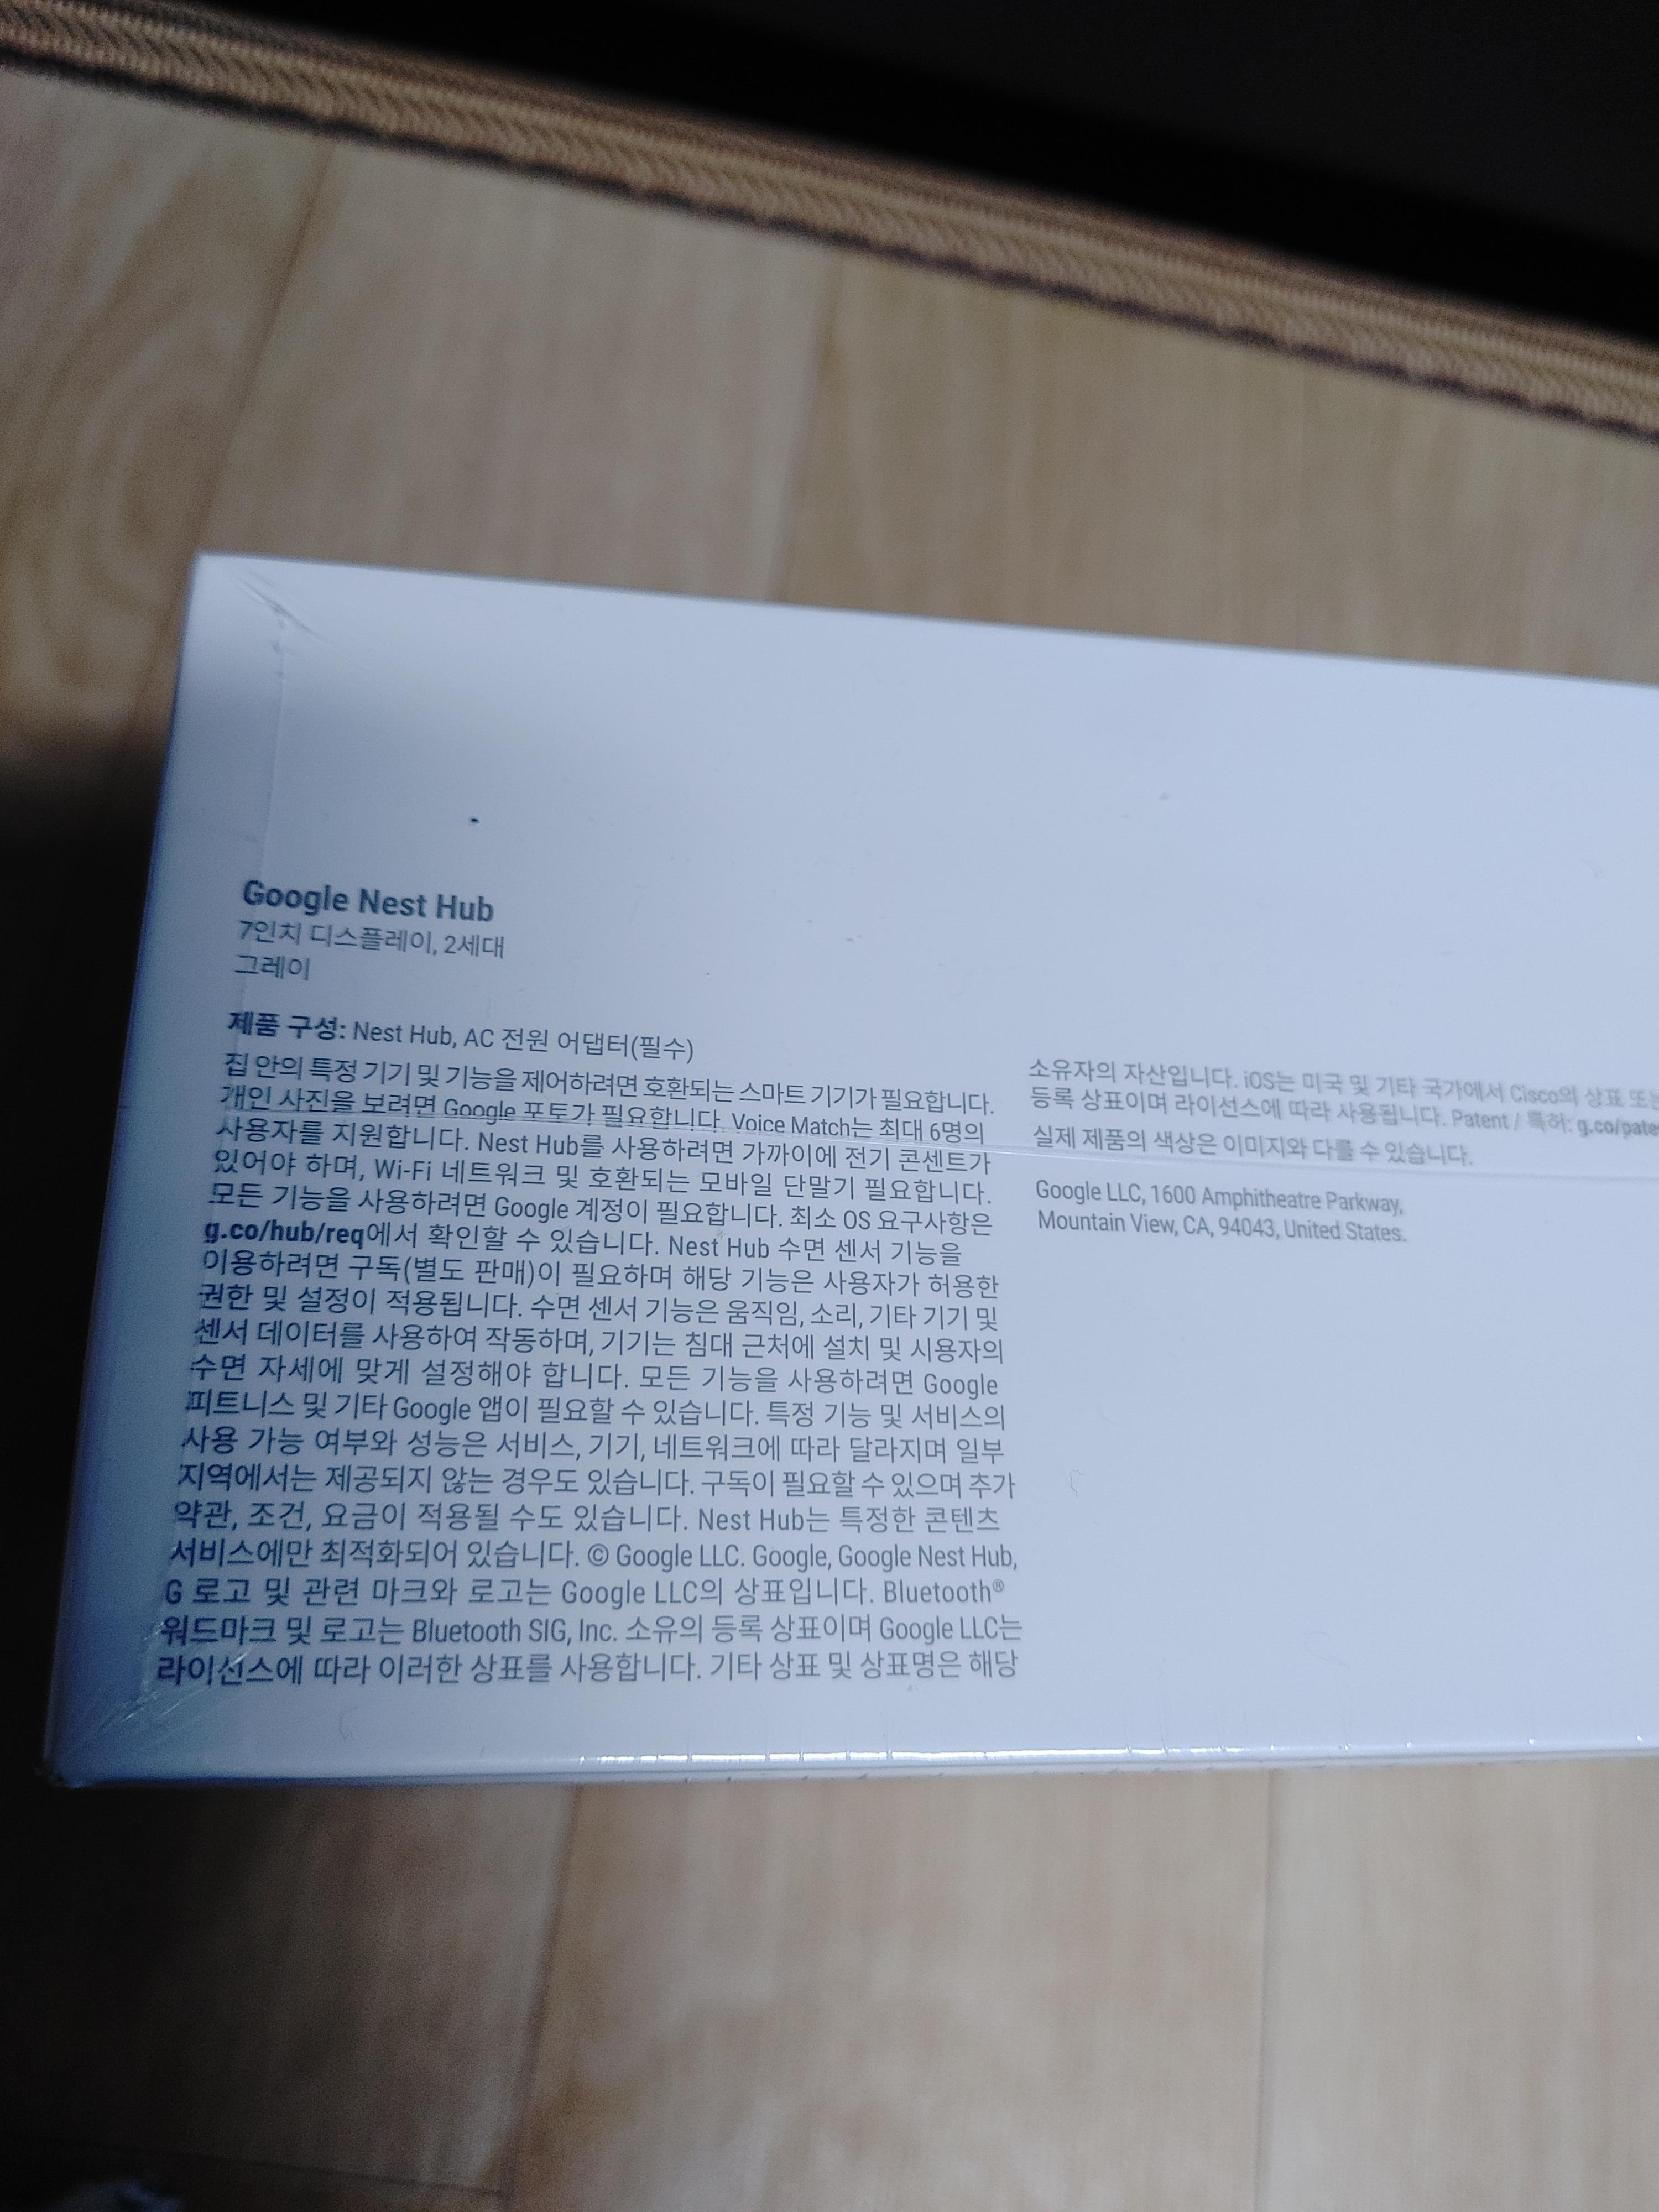 Google Nest Hub
7인치 디스플레이, 2세대
그레이
제품 구성: Nest Hub, AC 전원 어댑터(필수)
집 안의 특정 기기 및 기능을 제어하려면 호환되는 스마트 기기가 필요합니다.
개인 사진을 보려면 Google 포토가 필요합니다. Voice Match는 최대 6명의
사용자를 지원합니다. Nest Hub를 사용하려면 가까이에 전기 콘센트가
있어야 하며, Wi-Fi 네트워크 및 호환되는 모바일 단말기 필요합니다.
모든 기능을 사용하려면 Google 계정이 필요합니다. 최소 OS 요구사항은
g.co/hub/req에서 확인할 수 있습니다. Nest Hub 수면 센서 기능을
이용하려면 구독(별도 판매)이 필요하며 해당 기능은 사용자가 허용한
권한 및 설정이 적용됩니다. 수면 센서 기능은 움직임, 소리, 기타 기기 및
센서 데이터를 사용하여 작동하며, 기기는 침대 근처에 설치 및 시용자의
수면 자세에 맞게 설정해야 합니다. 모든 기능을 사용하려면 Google
피트니스 및 기타 Google 앱이 필요할 수 있습니다. 특정 기능 및 서비스의
사용 가능 여부와 성능은 서비스, 기기, 네트워크에 따라 달라지며 일부
지역에서는 제공되지 않는 경우도 있습니다. 구독이 필요할 수 있으며 추가
약관, 조건, 요금이 적용될 수도 있습니다. Nest Hub는 특정한 콘텐츠
서비스에만 최적화되어 있습니다. © Google LLC. Google, Google Nest Hub,
G 로고 및 관련 마크와 로고는 Google LLC의 상표입니다. Bluetooth®
워드마크 및 로고는 Bluetooth SIG, Inc. 소유의 등록 상표이며 Google LLC는
라이선스에 따라 이러한 상표를 사용합니다. 기타 상표 및 상표명은 해당
소유자의 자산입니다. iOS는 미국 및 기타 국가에서 Cisco의 상표 또는
등록 상표이며 라이선스에 따라 사용됩니다. Patent / 특허: g.co/pate
실제 제품의 색상은 이미지와 다를 수 있습니다.
Google LLC, 1600 Amphitheatre Parkway,
Mountain View, CA, 94043, United States.